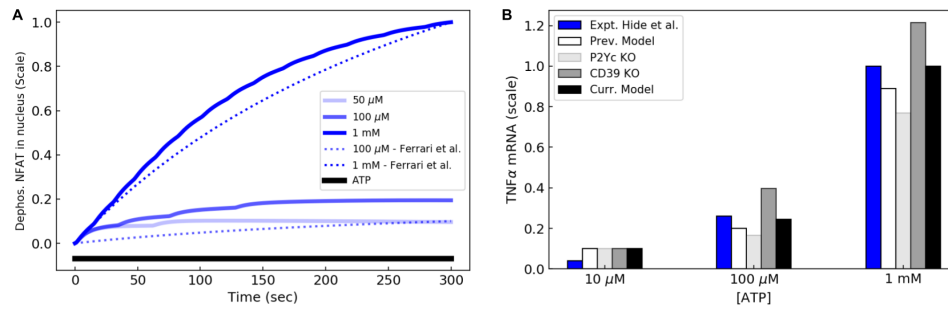 A
Dephos. NFAT in nucleus (Scale)
1.0
0.8
0.6
0.4
0.2
0.0
50 μM
100 μM
1 mM
100 μM - Ferrari et al.
1 mM - Ferrari et al.
ATP
0 50 100 150 200 250 300
Time (sec)
B
TNFα mRNA (scale)
1.2
1.0
0.8
0.6
0.4
0.2
0.0
Expt. Hide et al.
Prev. Model
P2Yc KO
CD39 KO
Curr. Model
10 μM 100 μM 1 mM
[ATP]